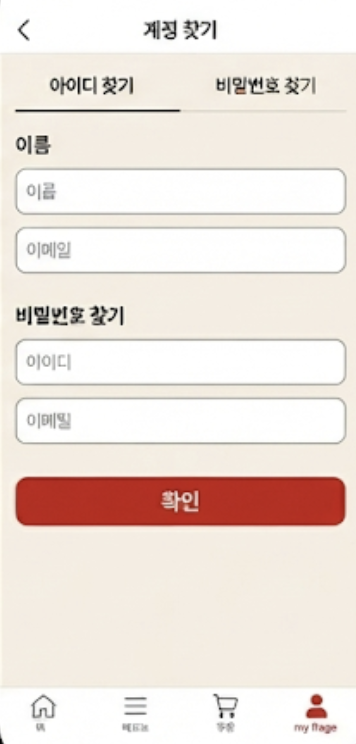 계정 찾기
아이디 찾기
비밀번호 찾기
이름
이름
이메일
비밀번호 찾기
아이디
이메일
확인
my flage